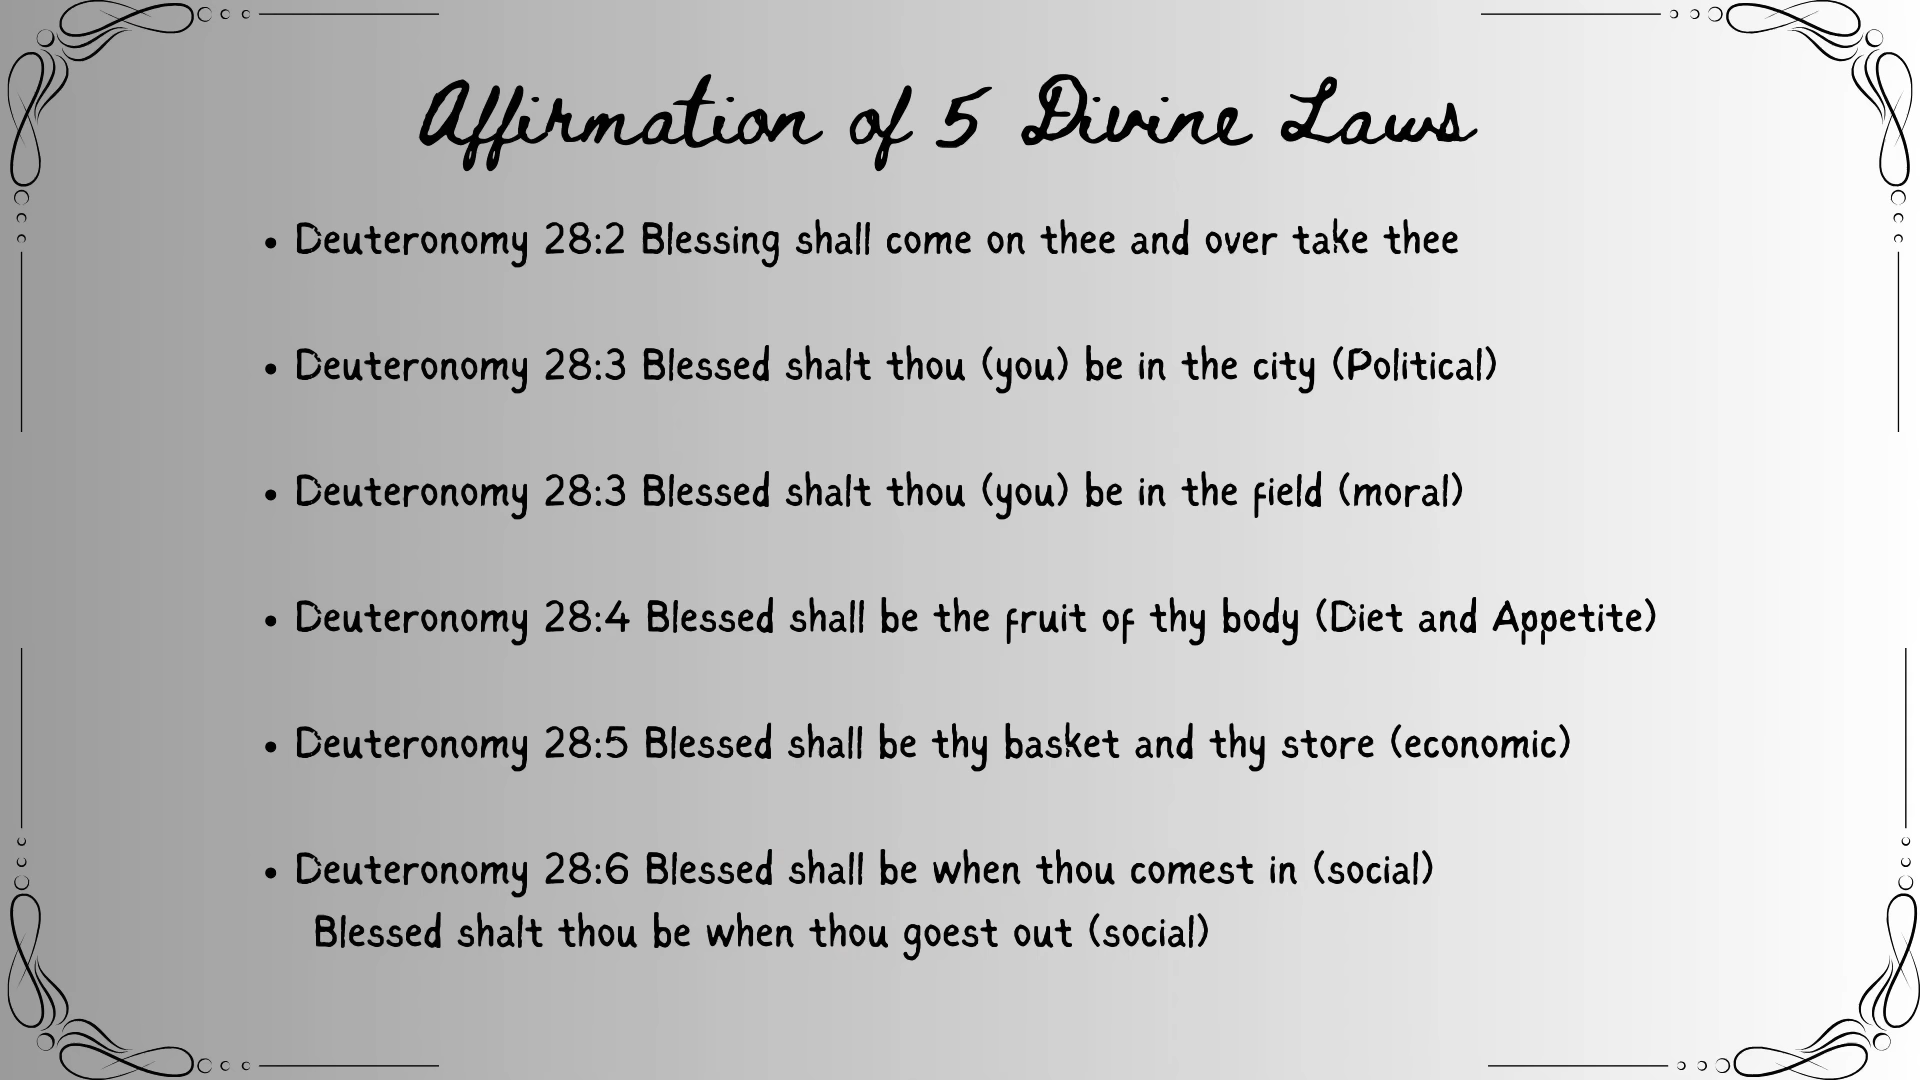 Affirmation of 5 Divine Laws
• Deuteronomy 28:2 Blessing shall come on thee and over take thee
• Deuteronomy 28:3 Blessed shalt thou (you) be in the city (Political)
• Deuteronomy 28:3 Blessed shalt thou (you) be in the field (moral)
• Deuteronomy 28:4 Blessed shall be the fruit of thy body (Diet and Appetite)
• Deuteronomy 28:5 Blessed shall be thy basket and thy store (economic)
• Deuteronomy 28:6 Blessed shall be when thou comest in (social)
Blessed shalt thou be when thou goest out (social)